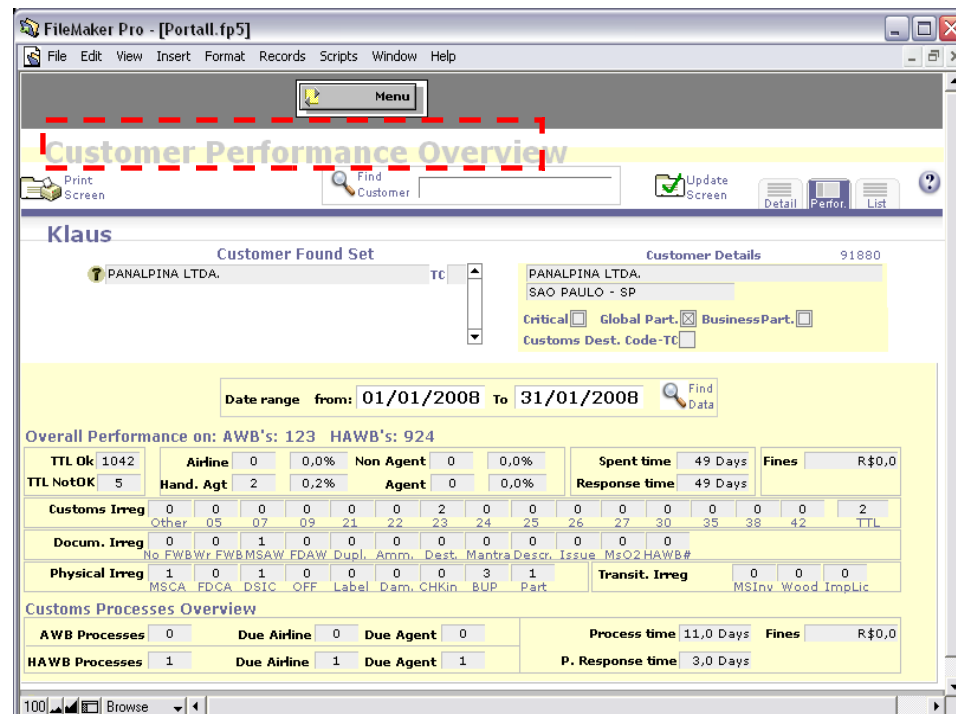 FileMaker Pro - [Portall.fp5]
File Edit View Insert Format Records Scripts Window Help
Menu
Customer Performance Overview
Print Screen
Find Customer
Update Screen
Detail Perfor. List ?
Klaus
Customer Found Set
Customer Details 91880
? PANALPINA LTDA. TC
PANALPINA LTDA.
SAO PAULO - SP
Critical Global Part. BusinessPart.
Customs Dest. Code-TC
Date range from: 01/01/2008 To 31/01/2008 Find Data
Overall Performance on: AWB's: 123 HAWB's: 924
TTL Ok 1042 Airline 0 0,0% Non Agent 0 0,0% Spent time 49 Days Fines R$0,0
TTL NotOK 5 Hand. Agt 2 0,2% Agent 0 0,0% Response time 49 Days
Customs Irreg 0 0 0 0 0 0 2 0 0 0 0 0 0 0 0 2
Other 05 07 09 21 22 23 24 25 26 27 30 35 38 42 TTL
Docum. Irreg 0 0 1 0 0 0 0 0 0 0 0 0
No FWB Wr FWB MSAW FDAW Dupl. Amm. Dest. Mantra Descr. Issue MsO2 HAWB#
Physical Irreg 1 0 1 0 0 0 0 3 1 Transit. Irreg 0 0 0
MSCA FDCA DSIC OFF Label Dam. CHKin BUP Part MSInv Wood ImpLic
Customs Processes Overview
AWB Processes 0 Due Airline 0 Due Agent 0 Process time 11,0 Days Fines R$0,0
HAWB Processes 1 Due Airline 1 Due Agent 1 P. Response time 3,0 Days
100 Browse